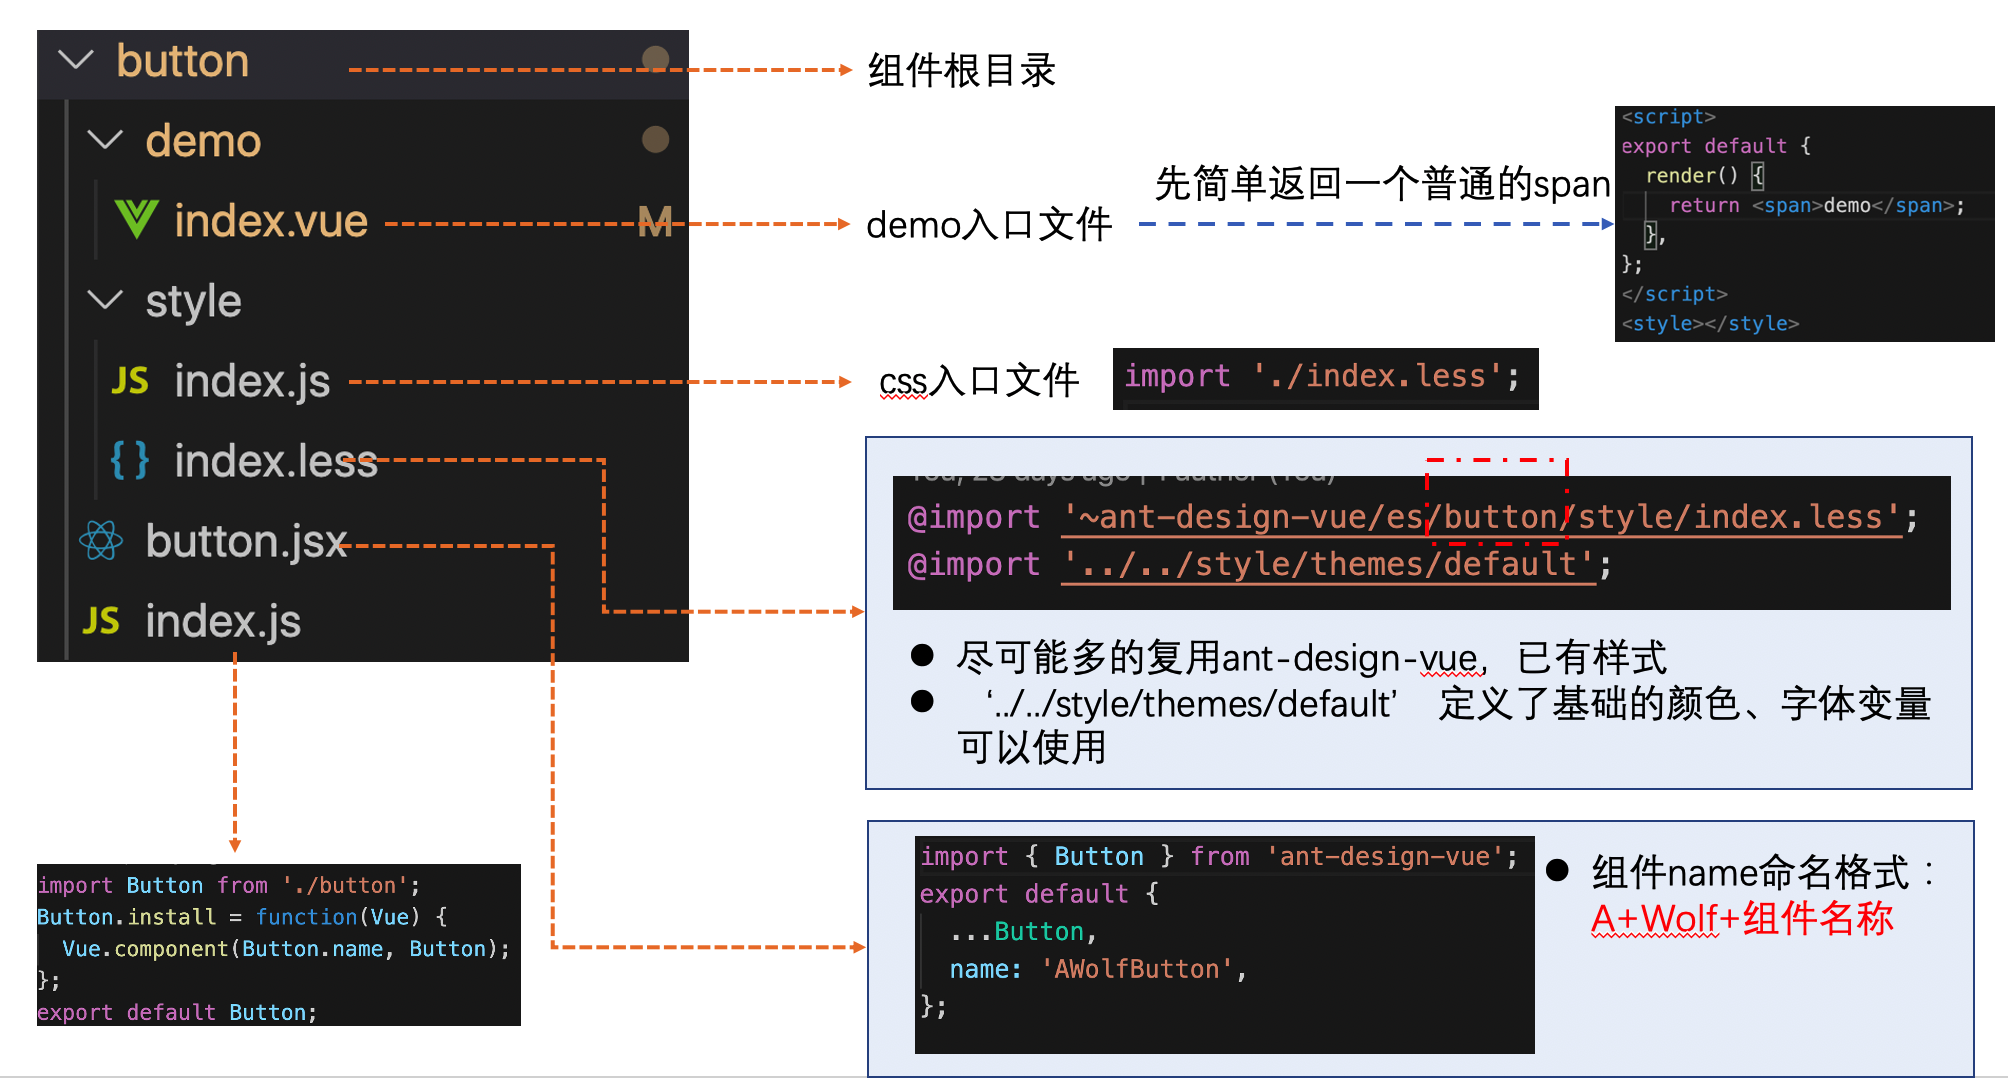 button
demo
index.vue
M
style
JS index.js
{ } index.less
button.jsx
JS index.js
组件根目录
demo入口文件
先简单返回一个普通的span
<script>
export default {
render() {
return <span>demo</span>;
},
};
</script>
<style></style>
css入口文件
import './index.less';
@import '~ant-design-vue/es/button/style/index.less';
@import '../../style/themes/default';
● 尽可能多的复用ant-design-vue，已有样式
● ‘../../style/themes/default’ 定义了基础的颜色、字体变量
可以使用
import Button from './button';
Button.install = function(Vue) {
Vue.component(Button.name, Button);
};
export default Button;
import { Button } from 'ant-design-vue';
export default {
...Button,
name: 'AWolfButton',
};
● 组件name命名格式：
A+Wolf+组件名称